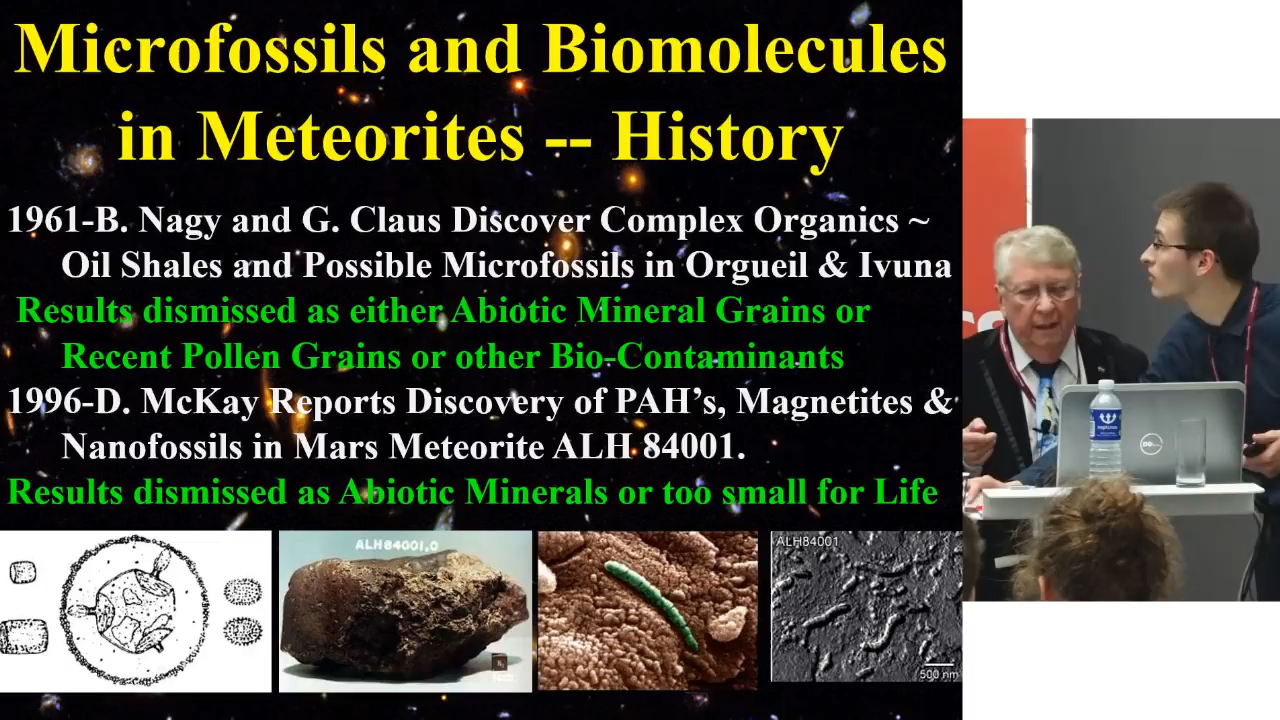 Microfossils and Biomolecules
in Meteorites -- History
1961-B. Nagy and G. Claus Discover Complex Organics ~
Oil Shales and Possible Microfossils in Orgueil & Ivuna
Results dismissed as either Abiotic Mineral Grains or
Recent Pollen Grains or other Bio-Contaminants
1996-D. McKay Reports Discovery of PAH's, Magnetites &
Nanofossils in Mars Meteorite ALH 84001.
Results dismissed as Abiotic Minerals or too small for Life
ALH84001,0
ALH84001
500 nm
DELL